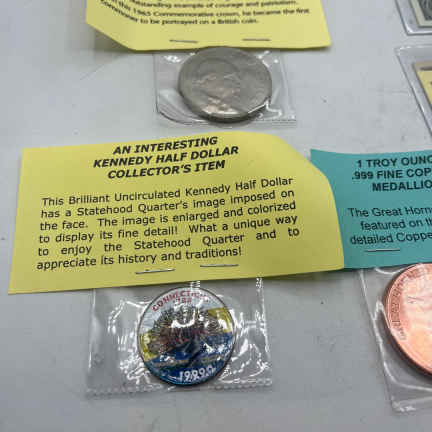 outstanding example of courage and patriotism.
this 1965 Commemorative crown, he became the first
commoner to be portrayed on a British coin.
AN INTERESTING
KENNEDY HALF DOLLAR
COLLECTOR'S ITEM
This Brilliant Uncirculated Kennedy Half Dollar
has a Statehood Quarter's image imposed on
the face. The image is enlarged and colorized
to display its fine detail! What a unique way
to enjoy the Statehood Quarter and to
appreciate its history and traditions!
CONNECTICUT
1788
1999
1 TROY OUNC
.999 FINE COP
MEDALLIO
The Great Horn
featured on th
detailed Coppe